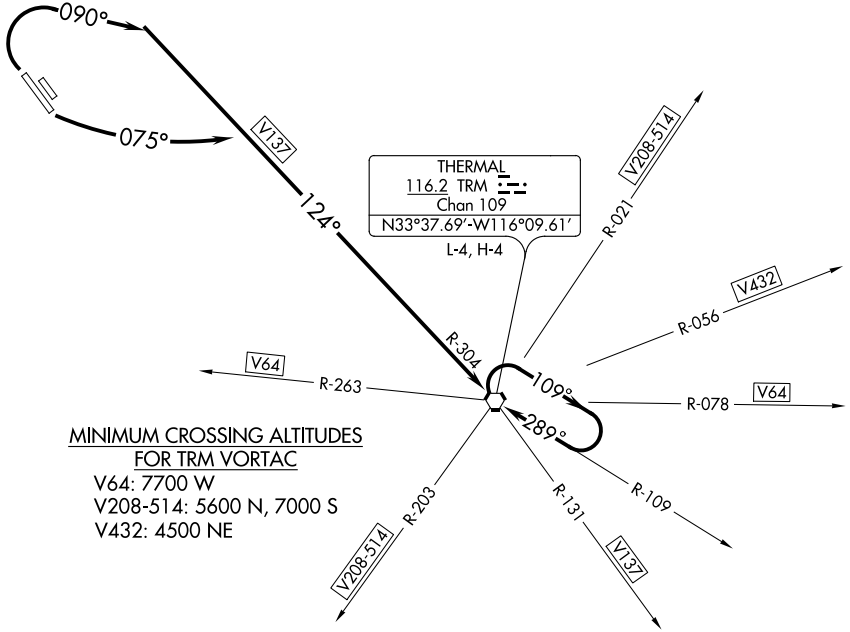 090°
075°
V137
124°
THERMAL
116.2 TRM
Chan 109
N33°37.69'-W116°09.61'
L-4, H-4
V208-514
R-021
V432
R-056
R-304
V64
R-263
109°
289°
R-078
V64
MINIMUM CROSSING ALTITUDES
FOR TRM VORTAC
V64: 7700 W
V208-514: 5600 N, 7000 S
V432: 4500 NE
R-203
V208-514
R-131
V137
R-109